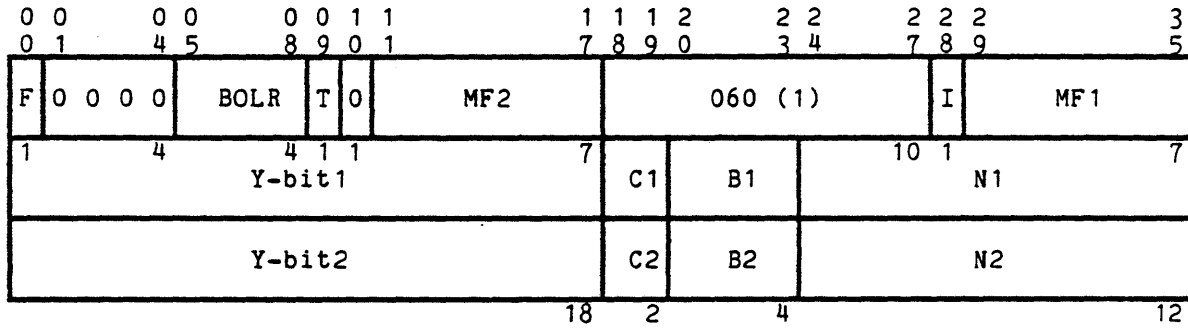 0 0 0 0 0 0 1 1 1 1 1 2 2 2 2 2 2 3
0 1 4 5 8 9 0 1 7 8 9 0 3 4 7 8 9 5
F 0 0 0 0 BOLR T 0 MF2 060 (1) I MF1
1 4 4 1 1 7 10 1 7
Y-bit1 C1 B1 N1
Y-bit2 C2 B2 N2
18 2 4 12